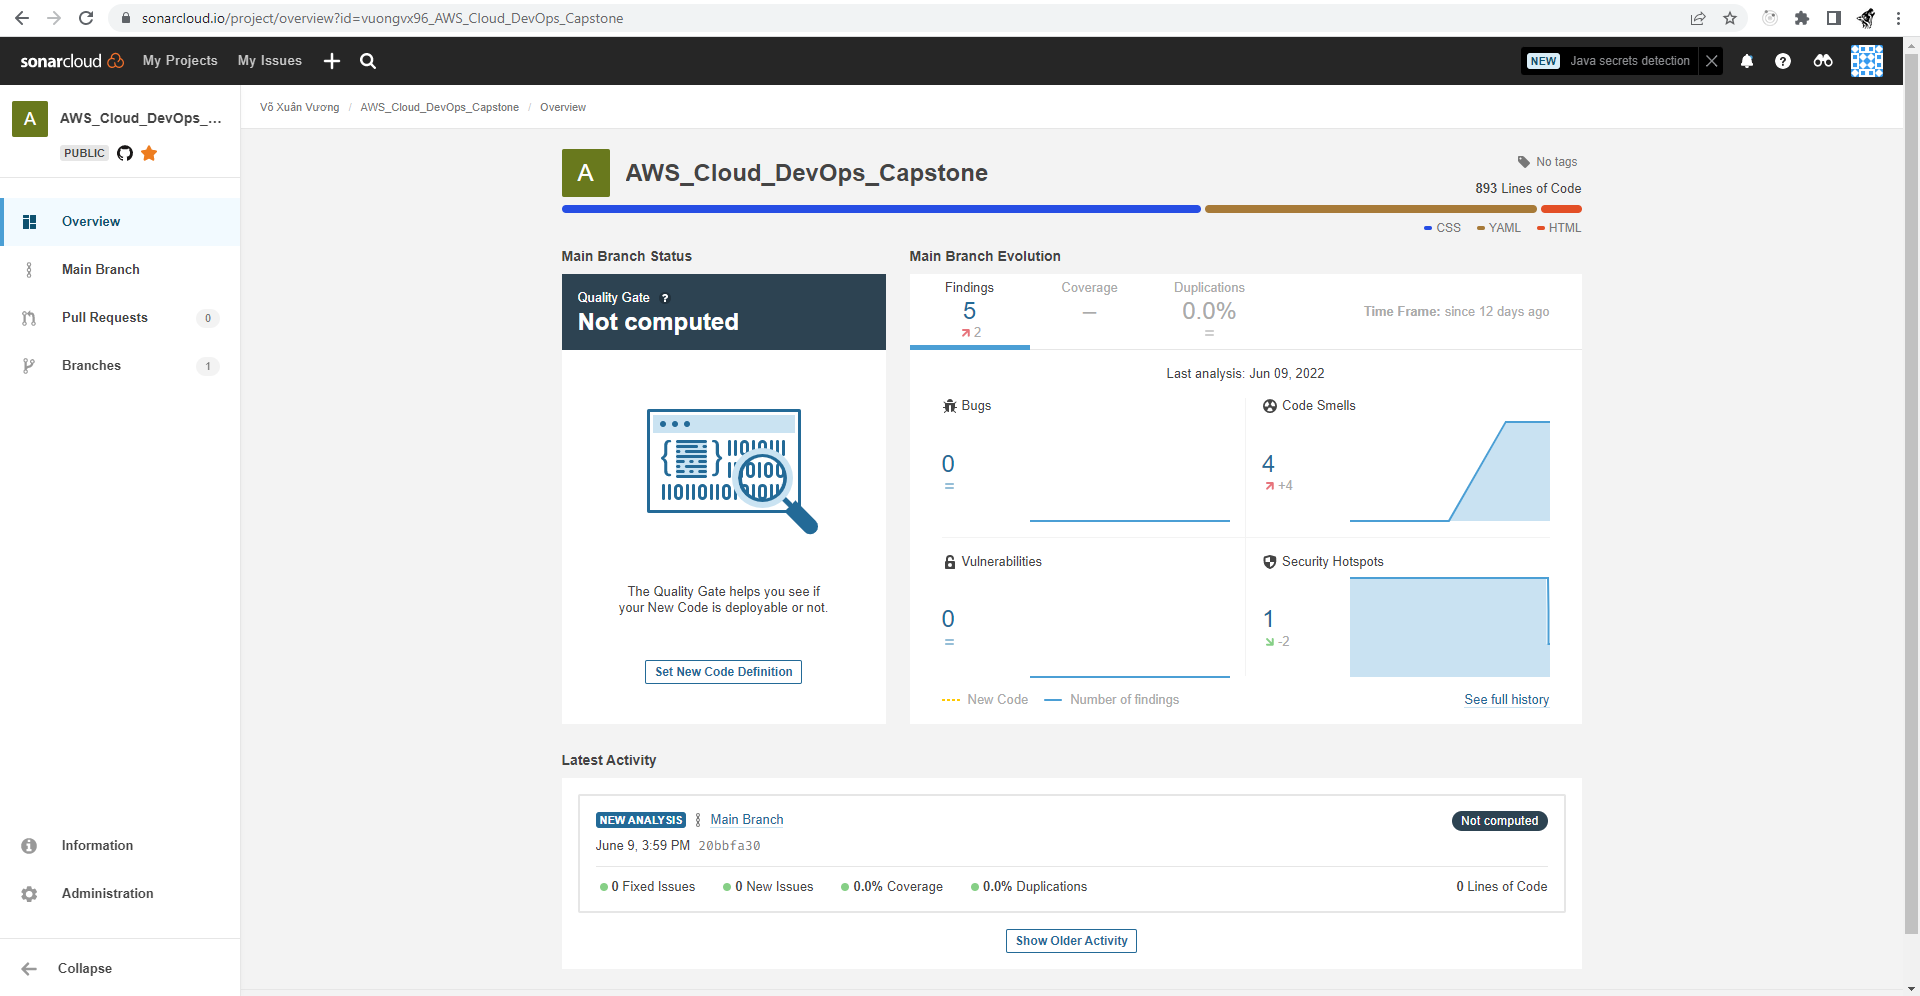 sonarcloud.io/project/overview?id=vuongvx96_AWS_Cloud_DevOps_Capstone
sonarcloud My Projects My Issues NEW Java secrets detection
A AWS_Cloud_DevOps_...
PUBLIC
Overview
Main Branch
Pull Requests 0
Branches 1
Information
Administration
Collapse
Võ Xuân Vương / AWS_Cloud_DevOps_Capstone / Overview
A AWS_Cloud_DevOps_Capstone
No tags
893 Lines of Code
CSS YAML HTML
Main Branch Status
Quality Gate ?
Not computed
The Quality Gate helps you see if
your New Code is deployable or not.
Set New Code Definition
Main Branch Evolution
Findings
5
2
Coverage
—
Duplications
0.0%
=
Time Frame: since 12 days ago
Last analysis: Jun 09, 2022
Bugs
0
=
Code Smells
4
+4
Vulnerabilities
0
=
Security Hotspots
1
-2
New Code Number of findings
See full history
Latest Activity
NEW ANALYSIS Main Branch
Not computed
June 9, 3:59 PM 20bbfa30
0 Fixed Issues 0 New Issues 0.0% Coverage 0.0% Duplications 0 Lines of Code
Show Older Activity